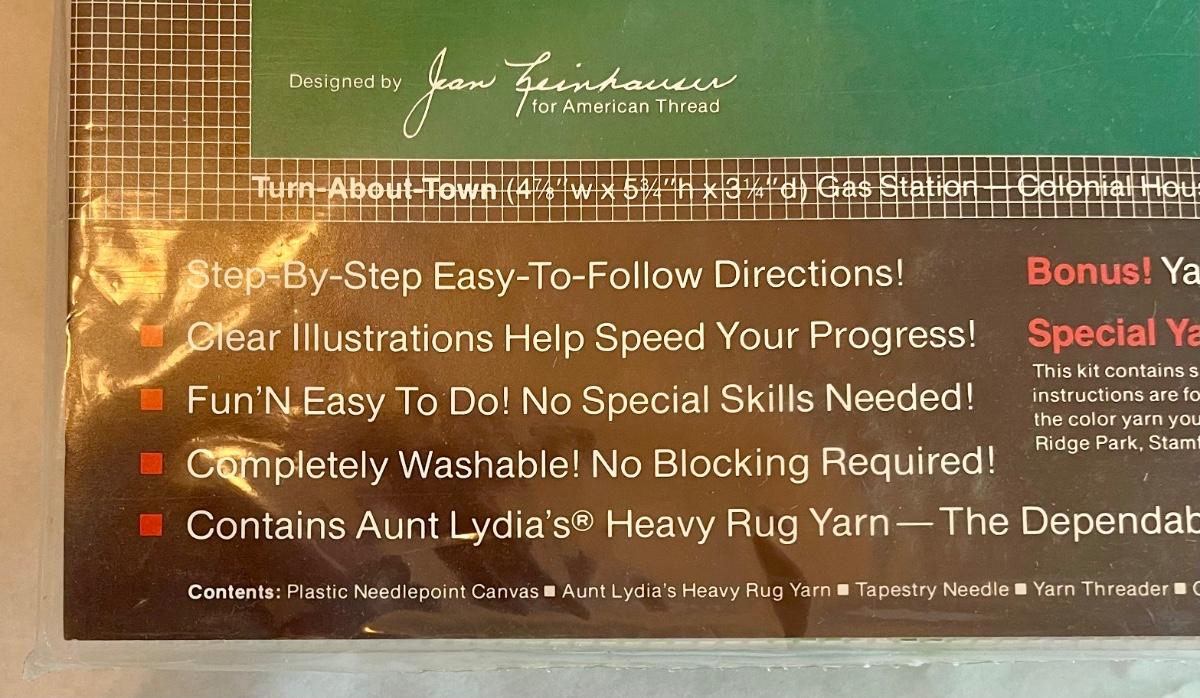 Designed by Jean Leinhauser
for American Thread
Turn-About-Town (4⅞"w x 5¾"h x 3¼"d) Gas Station — Colonial Hou
Step-By-Step Easy-To-Follow Directions!
Clear Illustrations Help Speed Your Progress!
Fun'N Easy To Do! No Special Skills Needed!
Completely Washable! No Blocking Required!
Contains Aunt Lydia's® Heavy Rug Yarn — The Dependab
Bonus! Ya
Special Ya
This kit contains s
instructions are fo
the color yarn you
Ridge Park, Stamf
Contents: Plastic Needlepoint Canvas ■ Aunt Lydia's Heavy Rug Yarn ■ Tapestry Needle ■ Yarn Threader ■ C